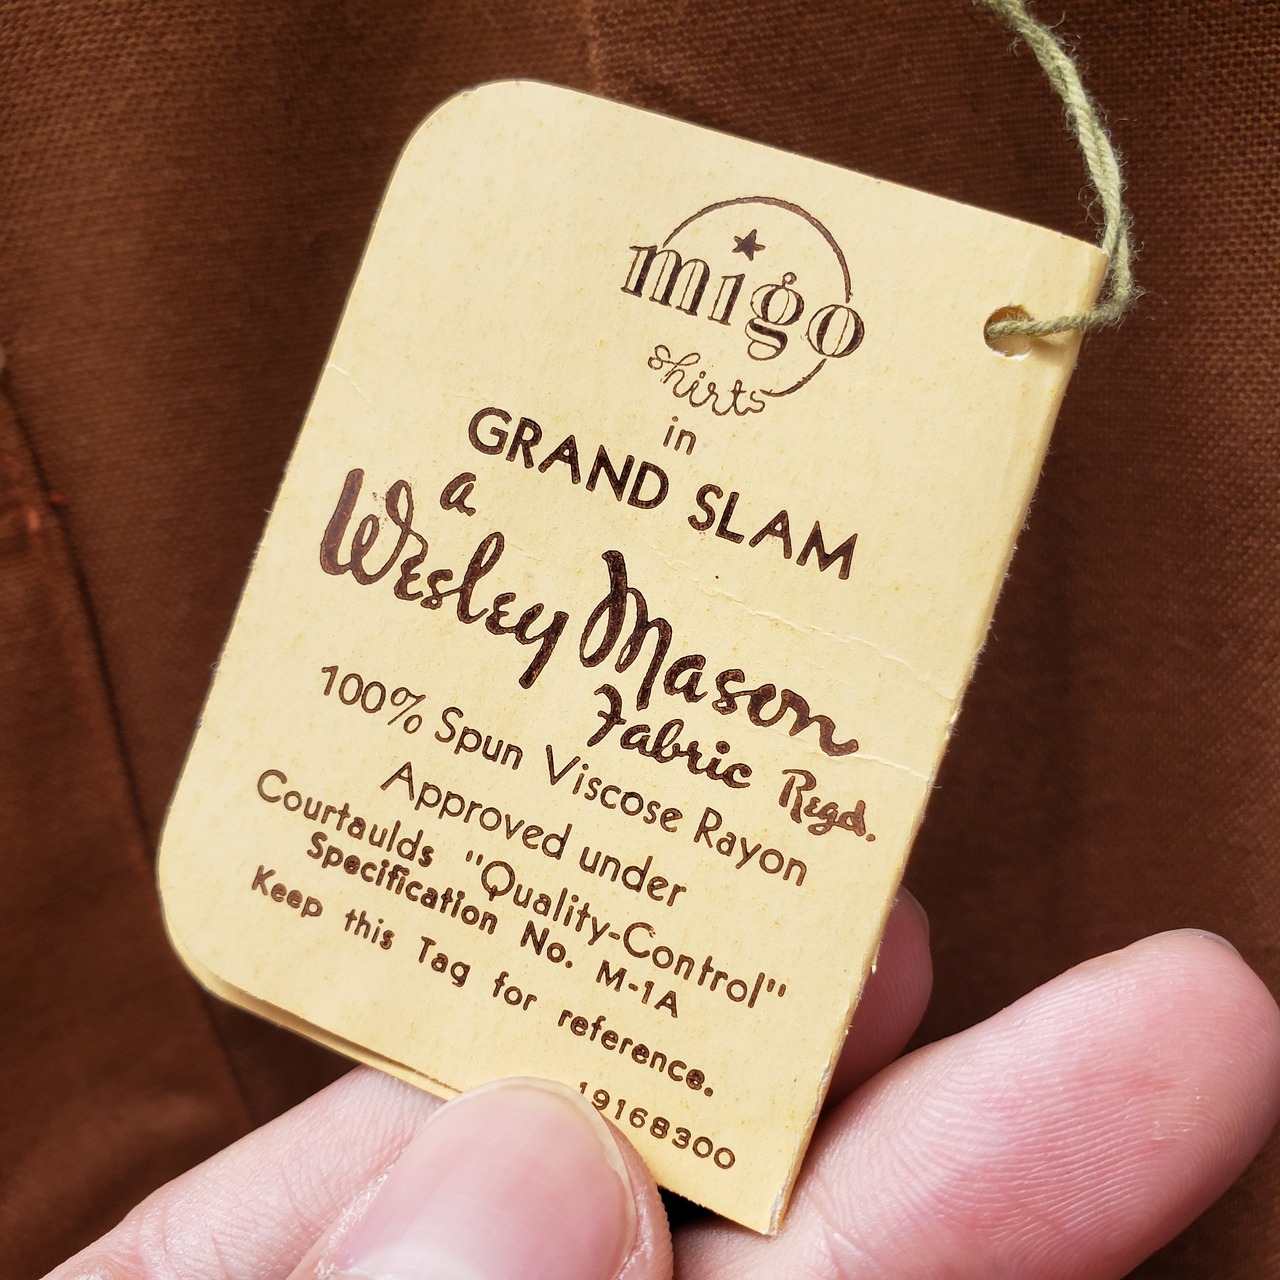 migo
shirts
in
GRAND SLAM
a
Wesley Mason
Fabric Regd.
100% Spun Viscose Rayon
Approved under
Courtaulds "Quality-Control"
Specification No. M-1A
Keep this Tag for reference.
19168300